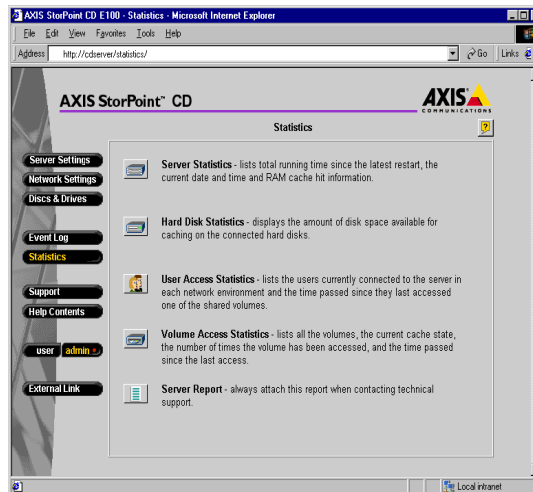 AXIS StorPoint CD E100 - Statistics - Microsoft Internet Explorer
File Edit View Favorites Tools Help
Address http://cdserver/statistics/ Go Links
AXIS StorPoint™ CD
AXIS
COMMUNICATIONS
Statistics
?
Server Settings
Network Settings
Discs & Drives
Event Log
Statistics
Support
Help Contents
user admin
External Link
Server Statistics - lists total running time since the latest restart, the
current date and time and RAM cache hit information.
Hard Disk Statistics - displays the amount of disk space available for
caching on the connected hard disks.
User Access Statistics - lists the users currently connected to the server in
each network environment and the time passed since they last accessed
one of the shared volumes.
Volume Access Statistics - lists all the volumes, the current cache state,
the number of times the volume has been accessed, and the time passed
since the last access.
Server Report - always attach this report when contacting technical
support.
Local intranet